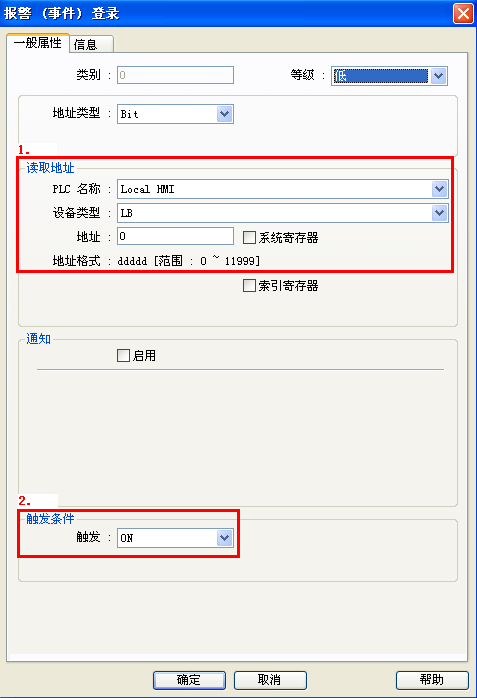 报警 (事件) 登录
一般属性 信息
类别 : 0 等级 : 低
地址类型 : Bit
1.
读取地址
PLC 名称 : Local HMI
设备类型 : LB
地址 : 0 系统寄存器
地址格式 : ddddd [范围 : 0 ~ 11999]
索引寄存器
通知
启用
2.
触发条件
触发 : ON
确定 取消 帮助